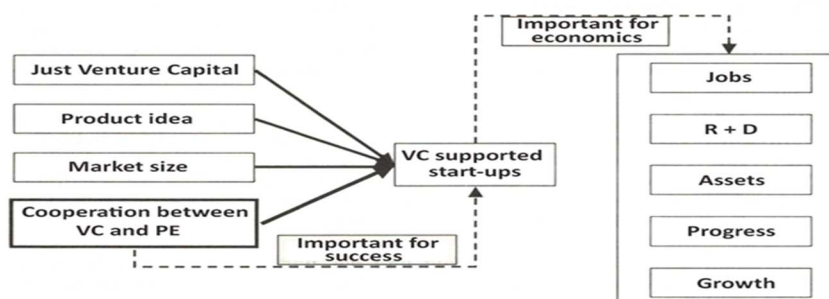 Important for
economics
Just Venture Capital
Product idea
Market size
Cooperation between
VC and PE
VC supported
start-ups
Important for
success
Jobs
R + D
Assets
Progress
Growth